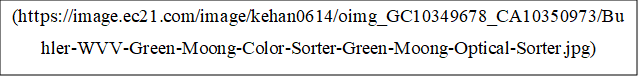 (https://image.ec21.com/image/kehan0614/oimg_GC10349678_CA10350973/Bu
hler-WVV-Green-Moong-Color-Sorter-Green-Moong-Optical-Sorter.jpg)